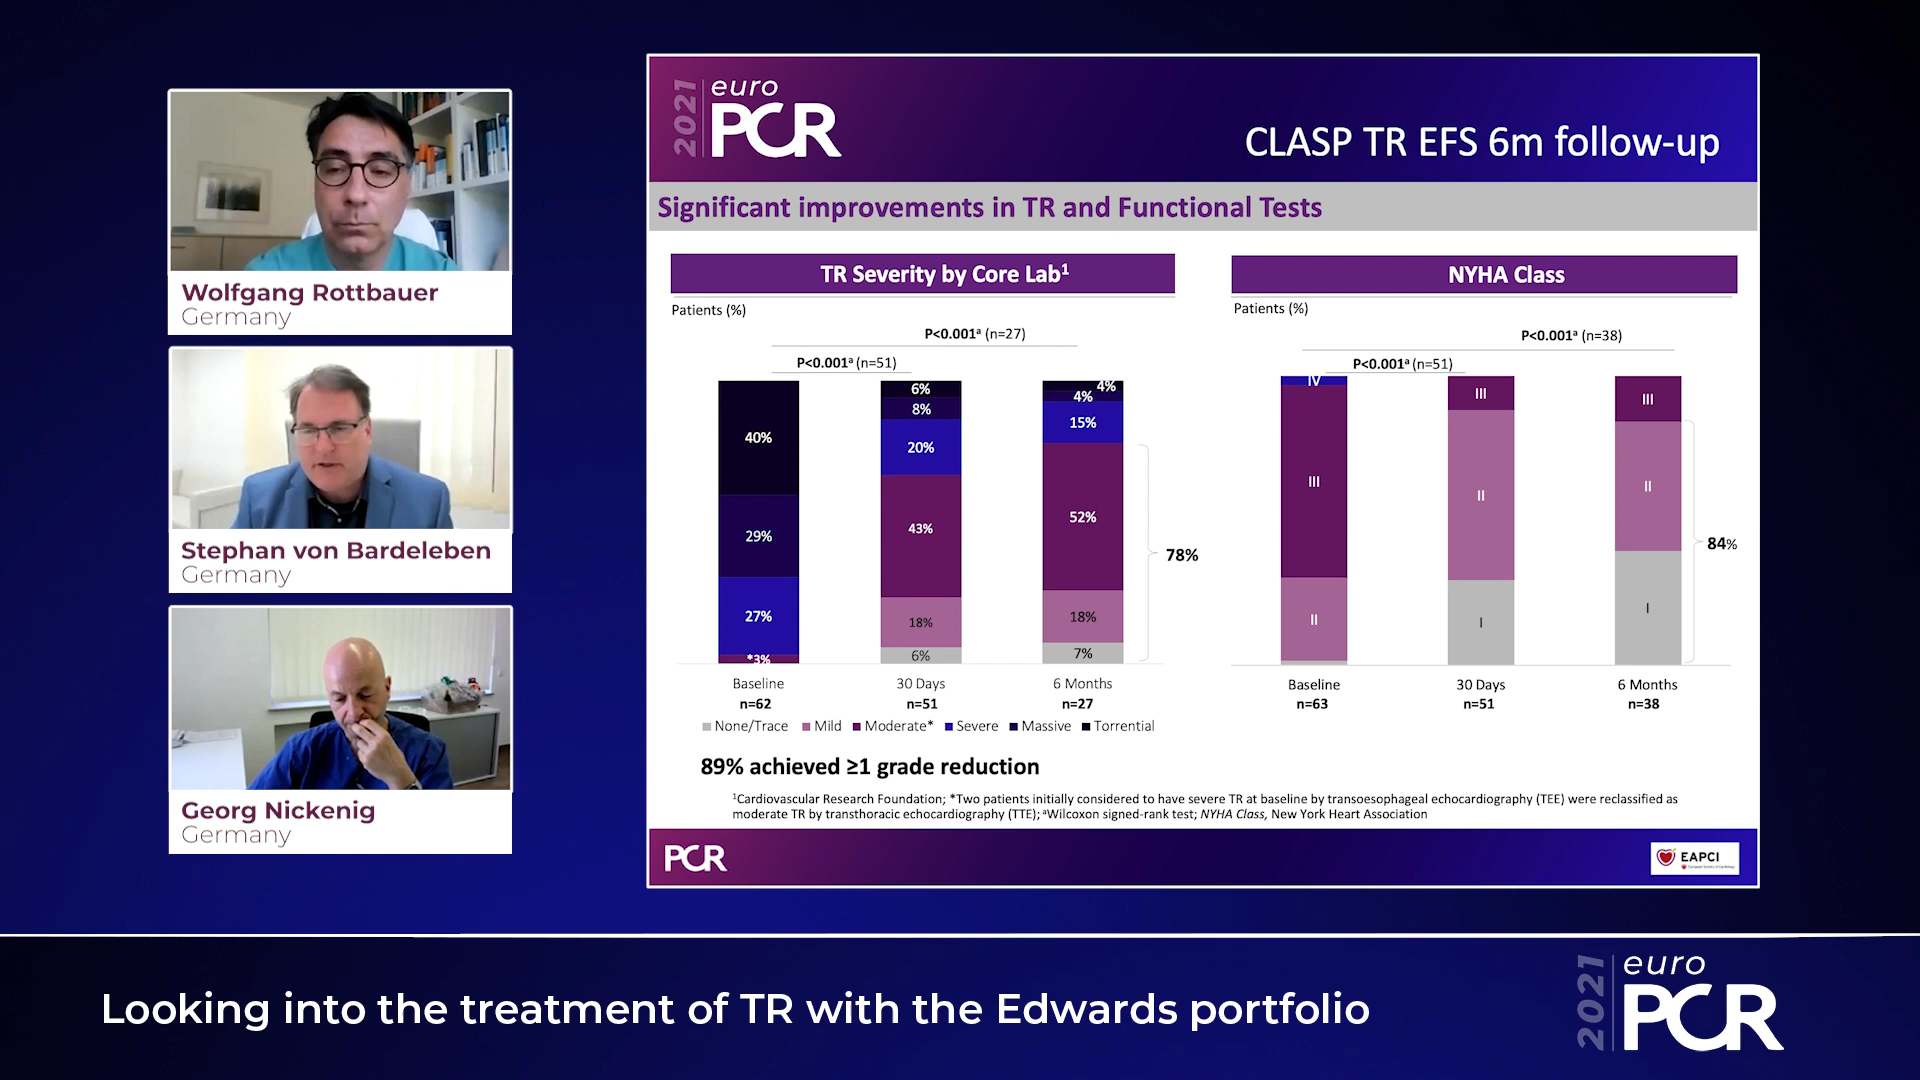 Wolfgang Rottbauer
Germany
Stephan von Bardeleben
Germany
Georg Nickenig
Germany
2021
euro
PCR
CLASP TR EFS 6m follow-up
Significant improvements in TR and Functional Tests
TR Severity by Core Lab¹
Patients (%)
P<0.001ᵃ (n=27)
P<0.001ᵃ (n=51)
40%
29%
27%
*3%
6%
8%
20%
43%
18%
6%
4%
4%
15%
52%
18%
7%
78%
Baseline
n=62
30 Days
n=51
6 Months
n=27
None/Trace Mild Moderate* Severe Massive Torrential
89% achieved ≥1 grade reduction
NYHA Class
Patients (%)
P<0.001ᵃ (n=38)
P<0.001ᵃ (n=51)
IV
III
II
III
II
I
III
II
I
84%
Baseline
n=63
30 Days
n=51
6 Months
n=38
¹Cardiovascular Research Foundation; *Two patients initially considered to have severe TR at baseline by transoesophageal echocardiography (TEE) were reclassified as
moderate TR by transthoracic echocardiography (TTE); ᵃWilcoxon signed-rank test; NYHA Class, New York Heart Association
PCR
EAPCI
Looking into the treatment of TR with the Edwards portfolio
2021
euro
PCR